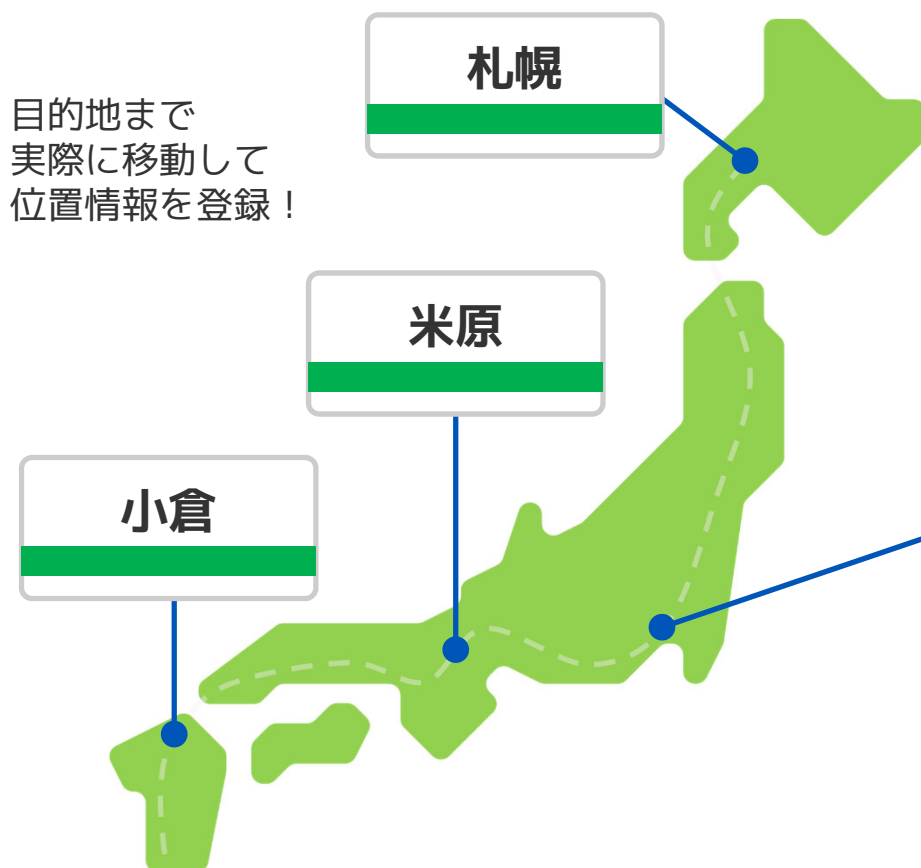 札幌
目的地まで
実際に移動して
位置情報を登録！
米原
小倉